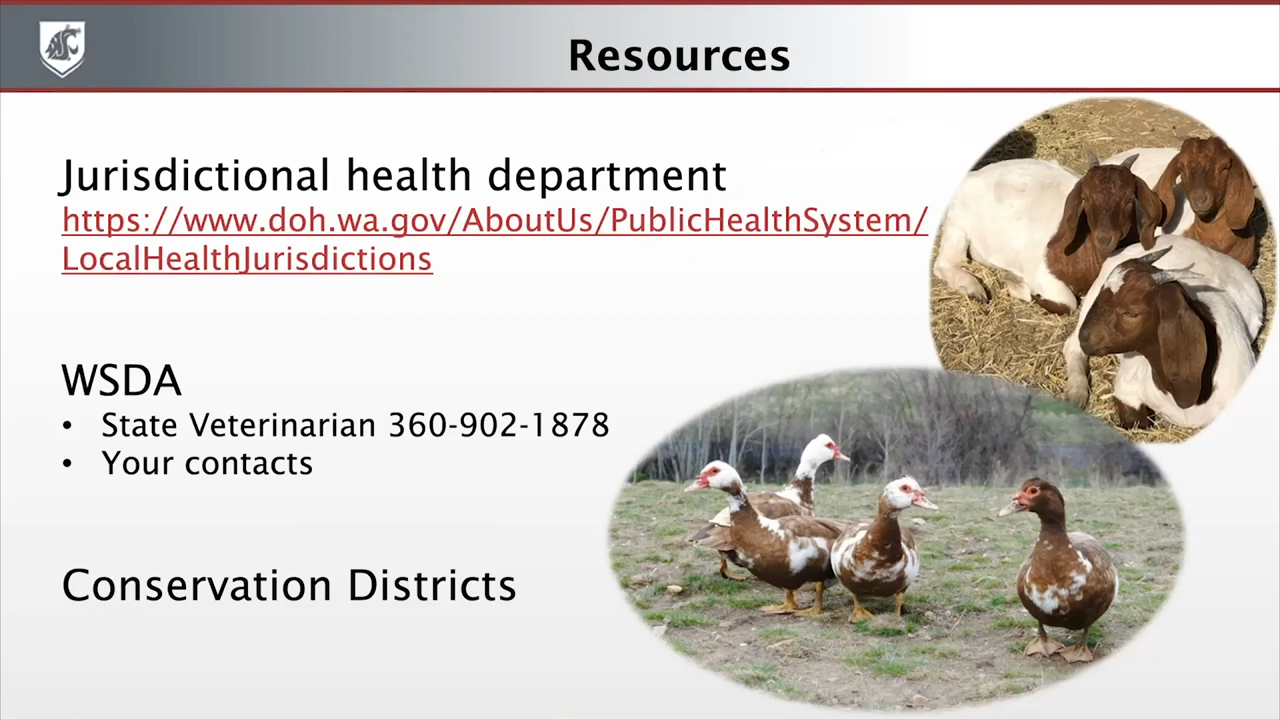 Resources
Jurisdictional health department
https://www.doh.wa.gov/AboutUs/PublicHealthSystem/
LocalHealthJurisdictions
WSDA
• State Veterinarian 360-902-1878
• Your contacts
Conservation Districts